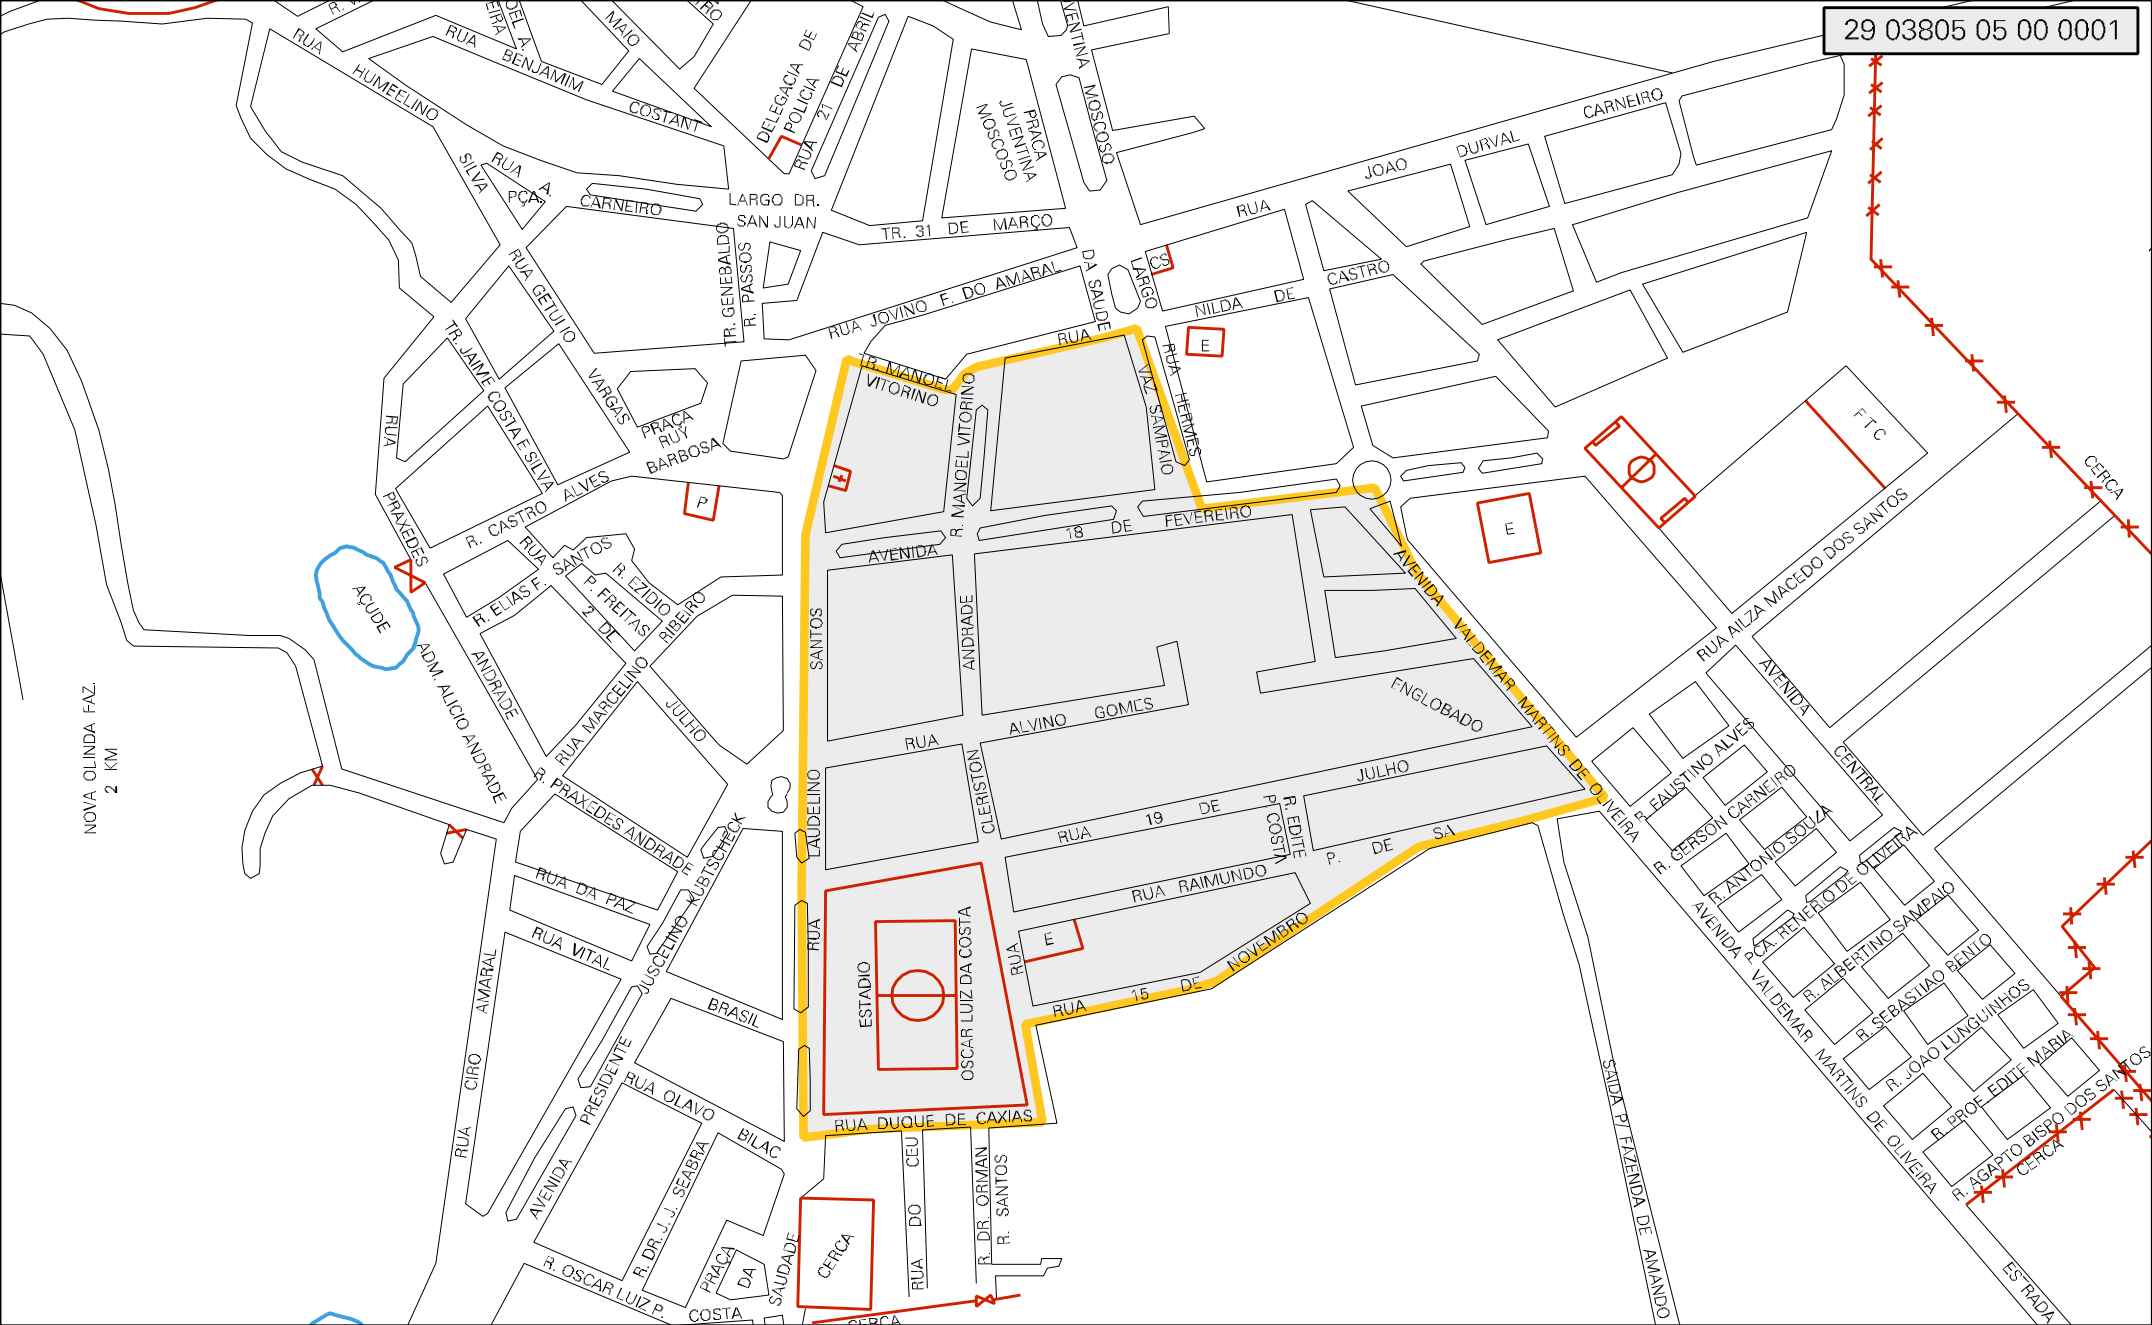 29 03805 05 00 0001
RUA
HUMEELINO
RUA
BENJAMIM
COSTANT
MAIO
DELEGACIA DE
POLICIA
RUA 21 DE ABRIL
PRAÇA
JUVENTINA
MOSCOSO
MOSCOSO
RUA
JOAO
DURVAL
CARNEIRO
SILVA
RUA A.
PÇA.
CARNEIRO
LARGO DR.
SAN JUAN
TR. 31 DE MARÇO
RUA GETULIO
VARGAS
TR. GENEBALDO
R. PASSOS
RUA JOVINO F. DO AMARAL
DA SAUDE
LARGO
CS
NILDA DE CASTRO
TR. JAIME COSTA E SILVA
RUA
PRAXEDES
PRAÇA
RUY
BARBOSA
TR. MANOEL
VITORINO
R. MANOEL VITORINO
RUA
VAZ SAMPAIO
RUA HERMES
E
P
E
F T C
CERCA
R. CASTRO ALVES
AVENIDA
18 DE FEVEREIRO
RUA
2 DE
JULHO
R. ELIAS F. SANTOS
R. EZIDIO
P. FREITAS
RUA MARCELINO
RIBEIRO
AÇUDE
ADM. ALICIO ANDRADE
ANDRADE
R. PRAXEDES ANDRADE
NOVA OLINDA FAZ.
2 KM
SANTOS
LAUDELINO
RUA
ANDRADE
CLERISTON
RUA
RUA ALVINO GOMES
ENGLOBADO
AVENIDA VALDEMAR MARTINS DE OLIVEIRA
RUA AILZA MACEDO DOS SANTOS
AVENIDA
CENTRAL
RUA 19 DE JULHO
R. EDITE
P. COSTA
RUA RAIMUNDO
P. DE SA
E
RUA 15 DE NOVEMBRO
ESTADIO
OSCAR LUIZ DA COSTA
RUA DUQUE DE CAXIAS
RUA DA PAZ
RUA VITAL
BRASIL
AVENIDA PRESIDENTE JUSCELINO KUBTSCHECK
RUA CIRO AMARAL
RUA OLAVO
BILAC
R. DR. J. J. SEABRA
PRAÇA
DA
SAUDADE
R. OSCAR LUIZ P.
COSTA
CERCA
CERCA
RUA DO CEU
R. DR. ORMAN
R. SANTOS
R. FAUSTINO ALVES
R. GERSON CARNEIRO
R. ANTONIO SOUZA
PCA. RENERIO DE OLIVEIRA
R. ALBERTINO SAMPAIO
R. SEBASTIAO BENTO
R. JOAO LUNGUINHOS
R. PROF. EDITE MARIA
R. AGAPTO BISPO DOS SANTOS
CERCA
AVENIDA VALDEMAR MARTINS DE OLIVEIRA
SAIDA P/ FAZENDA DE AMANDO
ESTRADA